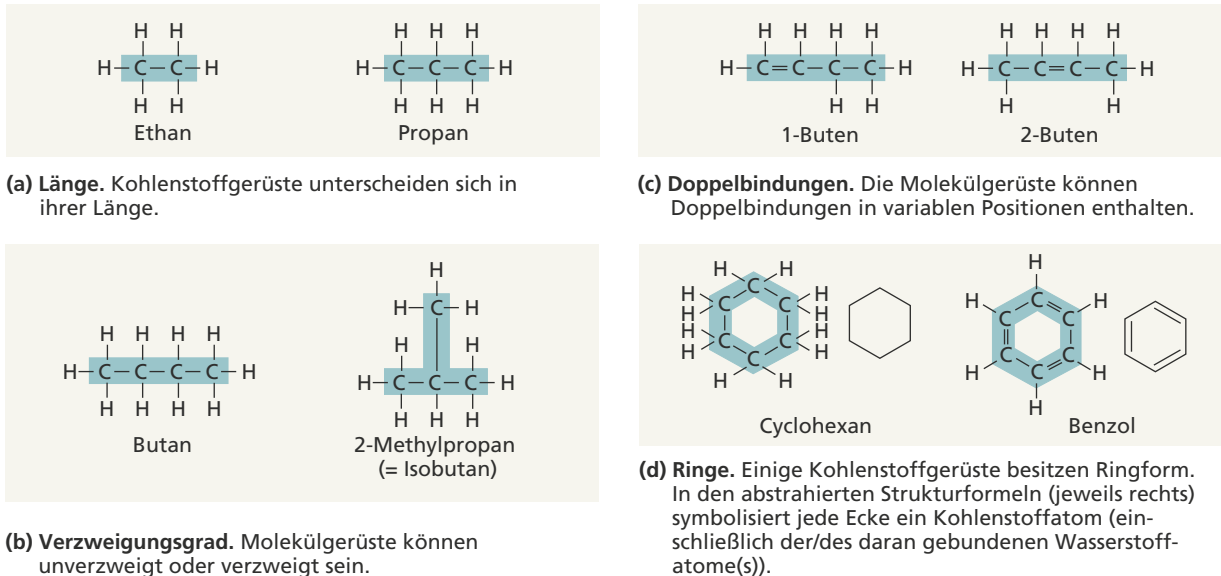 H H
H–C–C–H
H H
Ethan
H H H
H–C–C–C–H
H H H
Propan
(a) Länge. Kohlenstoffgerüste unterscheiden sich in
ihrer Länge.
H H H H
H–C–C–C–C–H
H H H H
Butan
H
H–C–H
H H
H–C–C–C–H
H H H
2-Methylpropan
(= Isobutan)
(b) Verzweigungsgrad. Molekülgerüste können
unverzweigt oder verzweigt sein.
H H H H
H–C=C–C–C–H
H H
1-Buten
H H H H
H–C–C=C–C–H
H H
2-Buten
(c) Doppelbindungen. Die Molekülgerüste können
Doppelbindungen in variablen Positionen enthalten.
H H
H C H
H C C H
H C C H
H C H
H H
Cyclohexan
H
H C H
C C
C C
H C H
H
Benzol
(d) Ringe. Einige Kohlenstoffgerüste besitzen Ringform.
In den abstrahierten Strukturformeln (jeweils rechts)
symbolisiert jede Ecke ein Kohlenstoffatom (ein-
schließlich der/des daran gebundenen Wasserstoff-
atome(s)).